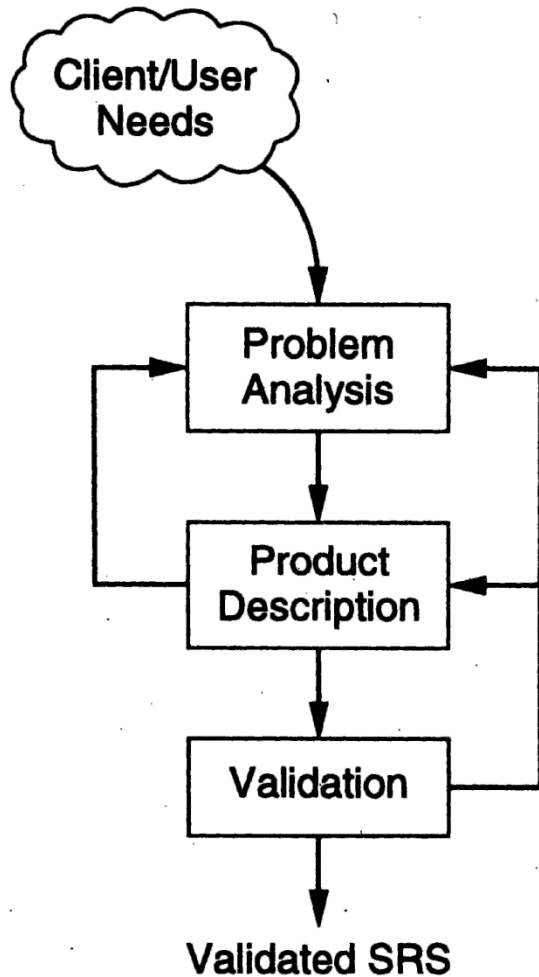 Client/User
Needs
Problem
Analysis
Product
Description
Validation
Validated SRS